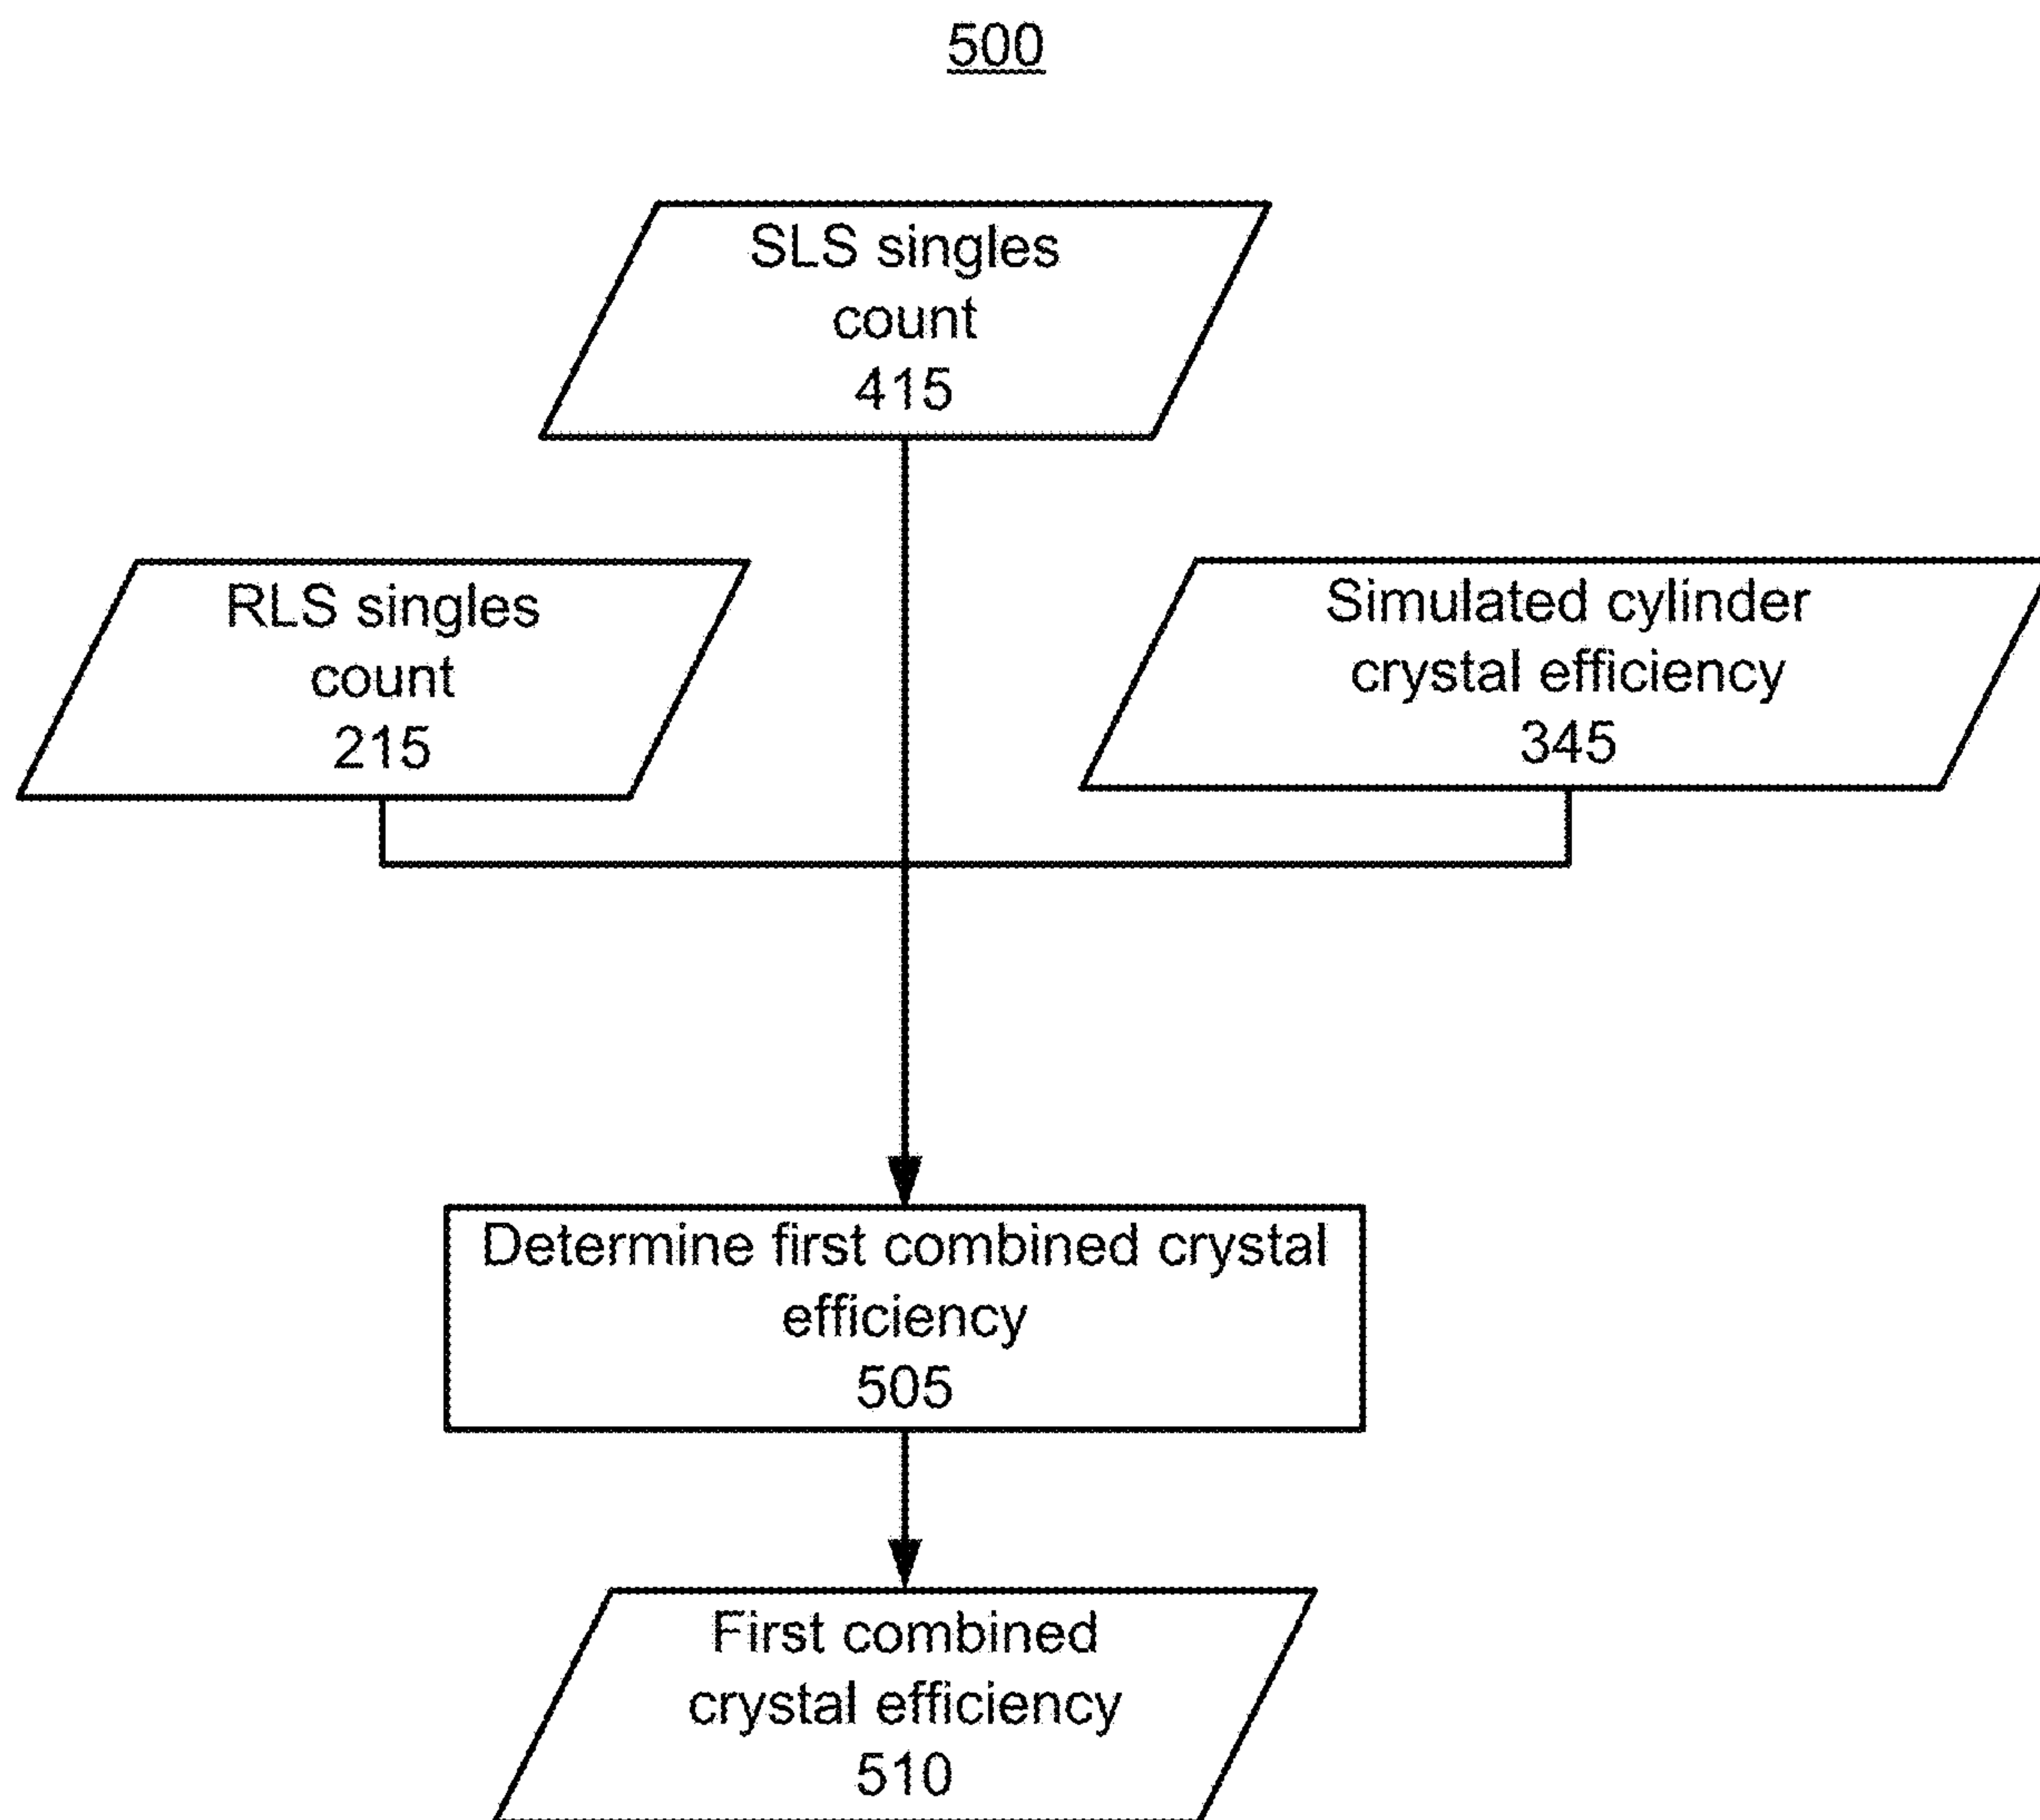 500
SLS singles
count
415
RLS singles
count
215
Simulated cylinder
crystal efficiency
345
Determine first combined crystal
efficiency
505
First combined
crystal efficiency
510